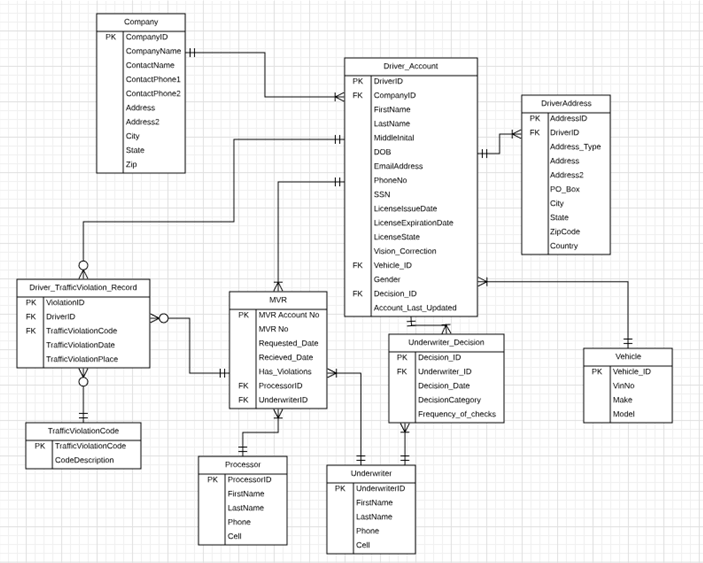 Company
PK CompanyID
CompanyName
ContactName
ContactPhone1
ContactPhone2
Address
Address2
City
State
Zip
Driver_Account
PK DriverID
FK CompanyID
FirstName
LastName
MiddleInital
DOB
EmailAddress
PhoneNo
SSN
LicenseIssueDate
LicenseExpirationDate
LicenseState
Vision_Correction
FK Vehicle_ID
Gender
FK Decision_ID
Account_Last_Updated
DriverAddress
PK AddressID
FK DriverID
Address_Type
Address
Address2
PO_Box
City
State
ZipCode
Country
Driver_TrafficViolation_Record
PK ViolationID
FK DriverID
FK TrafficViolationCode
TrafficViolationDate
TrafficViolationPlace
MVR
PK MVR Account No
MVR No
Requested_Date
Recieved_Date
Has_Violations
FK ProcessorID
FK UnderwriterID
Underwriter_Decision
PK Decision_ID
FK Underwriter_ID
Decision_Date
DecisionCategory
Frequency_of_checks
Vehicle
PK Vehicle_ID
VinNo
Make
Model
TrafficViolationCode
PK TrafficViolationCode
CodeDescription
Processor
PK ProcessorID
FirstName
LastName
Phone
Cell
Underwriter
PK UnderwriterID
FirstName
LastName
Phone
Cell